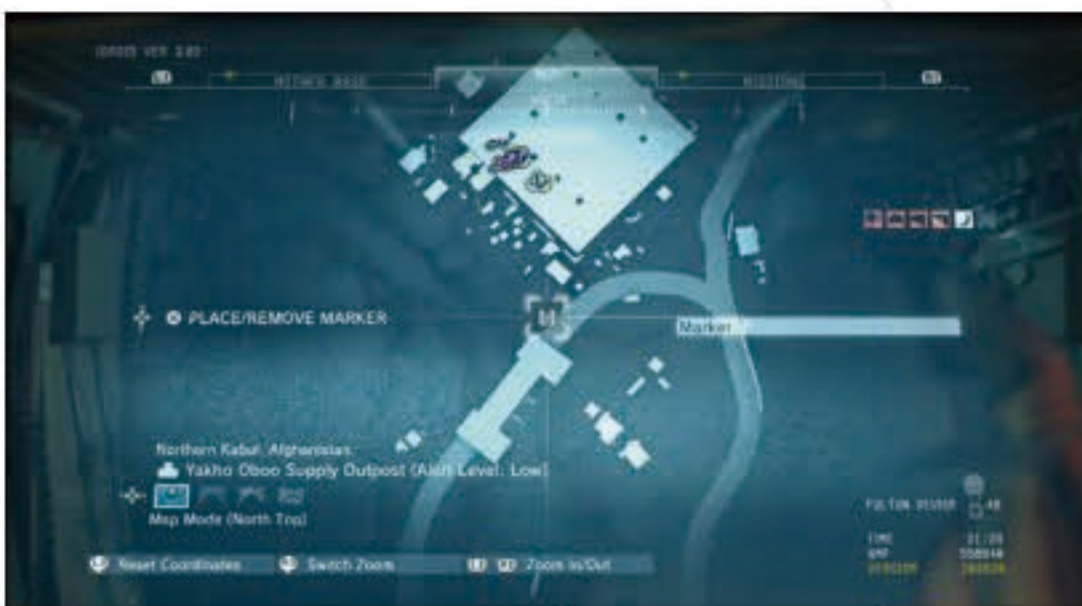 MOTHER BASE
MISSIONS
PLACE/REMOVE MARKER
Market
Northern Kabul, Afghanistan
Yakho Oboo Supply Outpost (Alert Level: Low)
Map Mode (North Top)
FULTON DEVICE
TIME
GMP
Reset Coordinates
Switch Zoom
Zoom In/Out